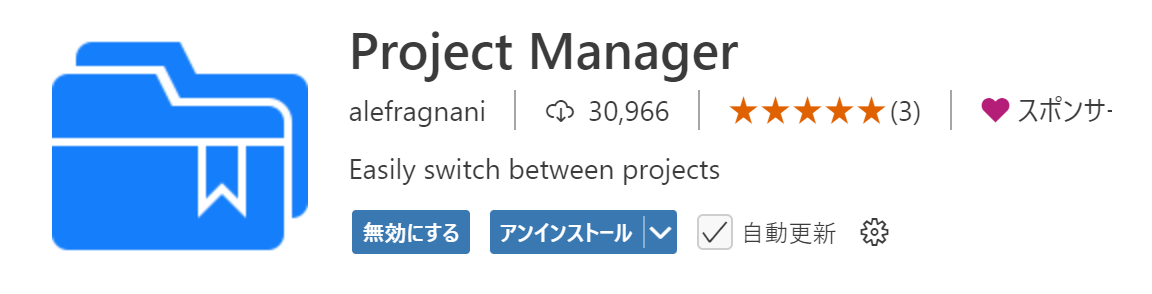 Project Manager
alefragnani 30,966 (3) スポンサー
Easily switch between projects
無効にする アンインストール 自動更新